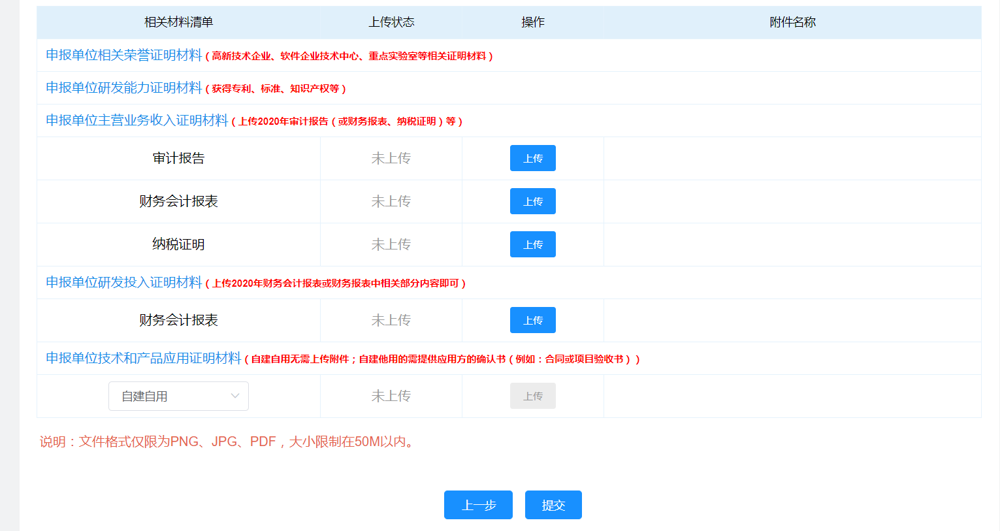 相关材料清单 上传状态 操作 附件名称
申报单位相关荣誉证明材料（高新技术企业、软件企业技术中心、重点实验室等相关证明材料）
申报单位研发能力证明材料（获得专利、标准、知识产权等）
申报单位主营业务收入证明材料（上传2020年审计报告（或财务报表、纳税证明）等）
审计报告 未上传 上传
财务会计报表 未上传 上传
纳税证明 未上传 上传
申报单位研发投入证明材料（上传2020年财务会计报表或财务报表中相关部分内容即可）
财务会计报表 未上传 上传
申报单位技术和产品应用证明材料（自建自用无需上传附件；自建他用的需提供应用方的确认书（例如：合同或项目验收书））
自建自用 未上传 上传
说明：文件格式仅限为PNG、JPG、PDF，大小限制在50M以内。
上一步 提交